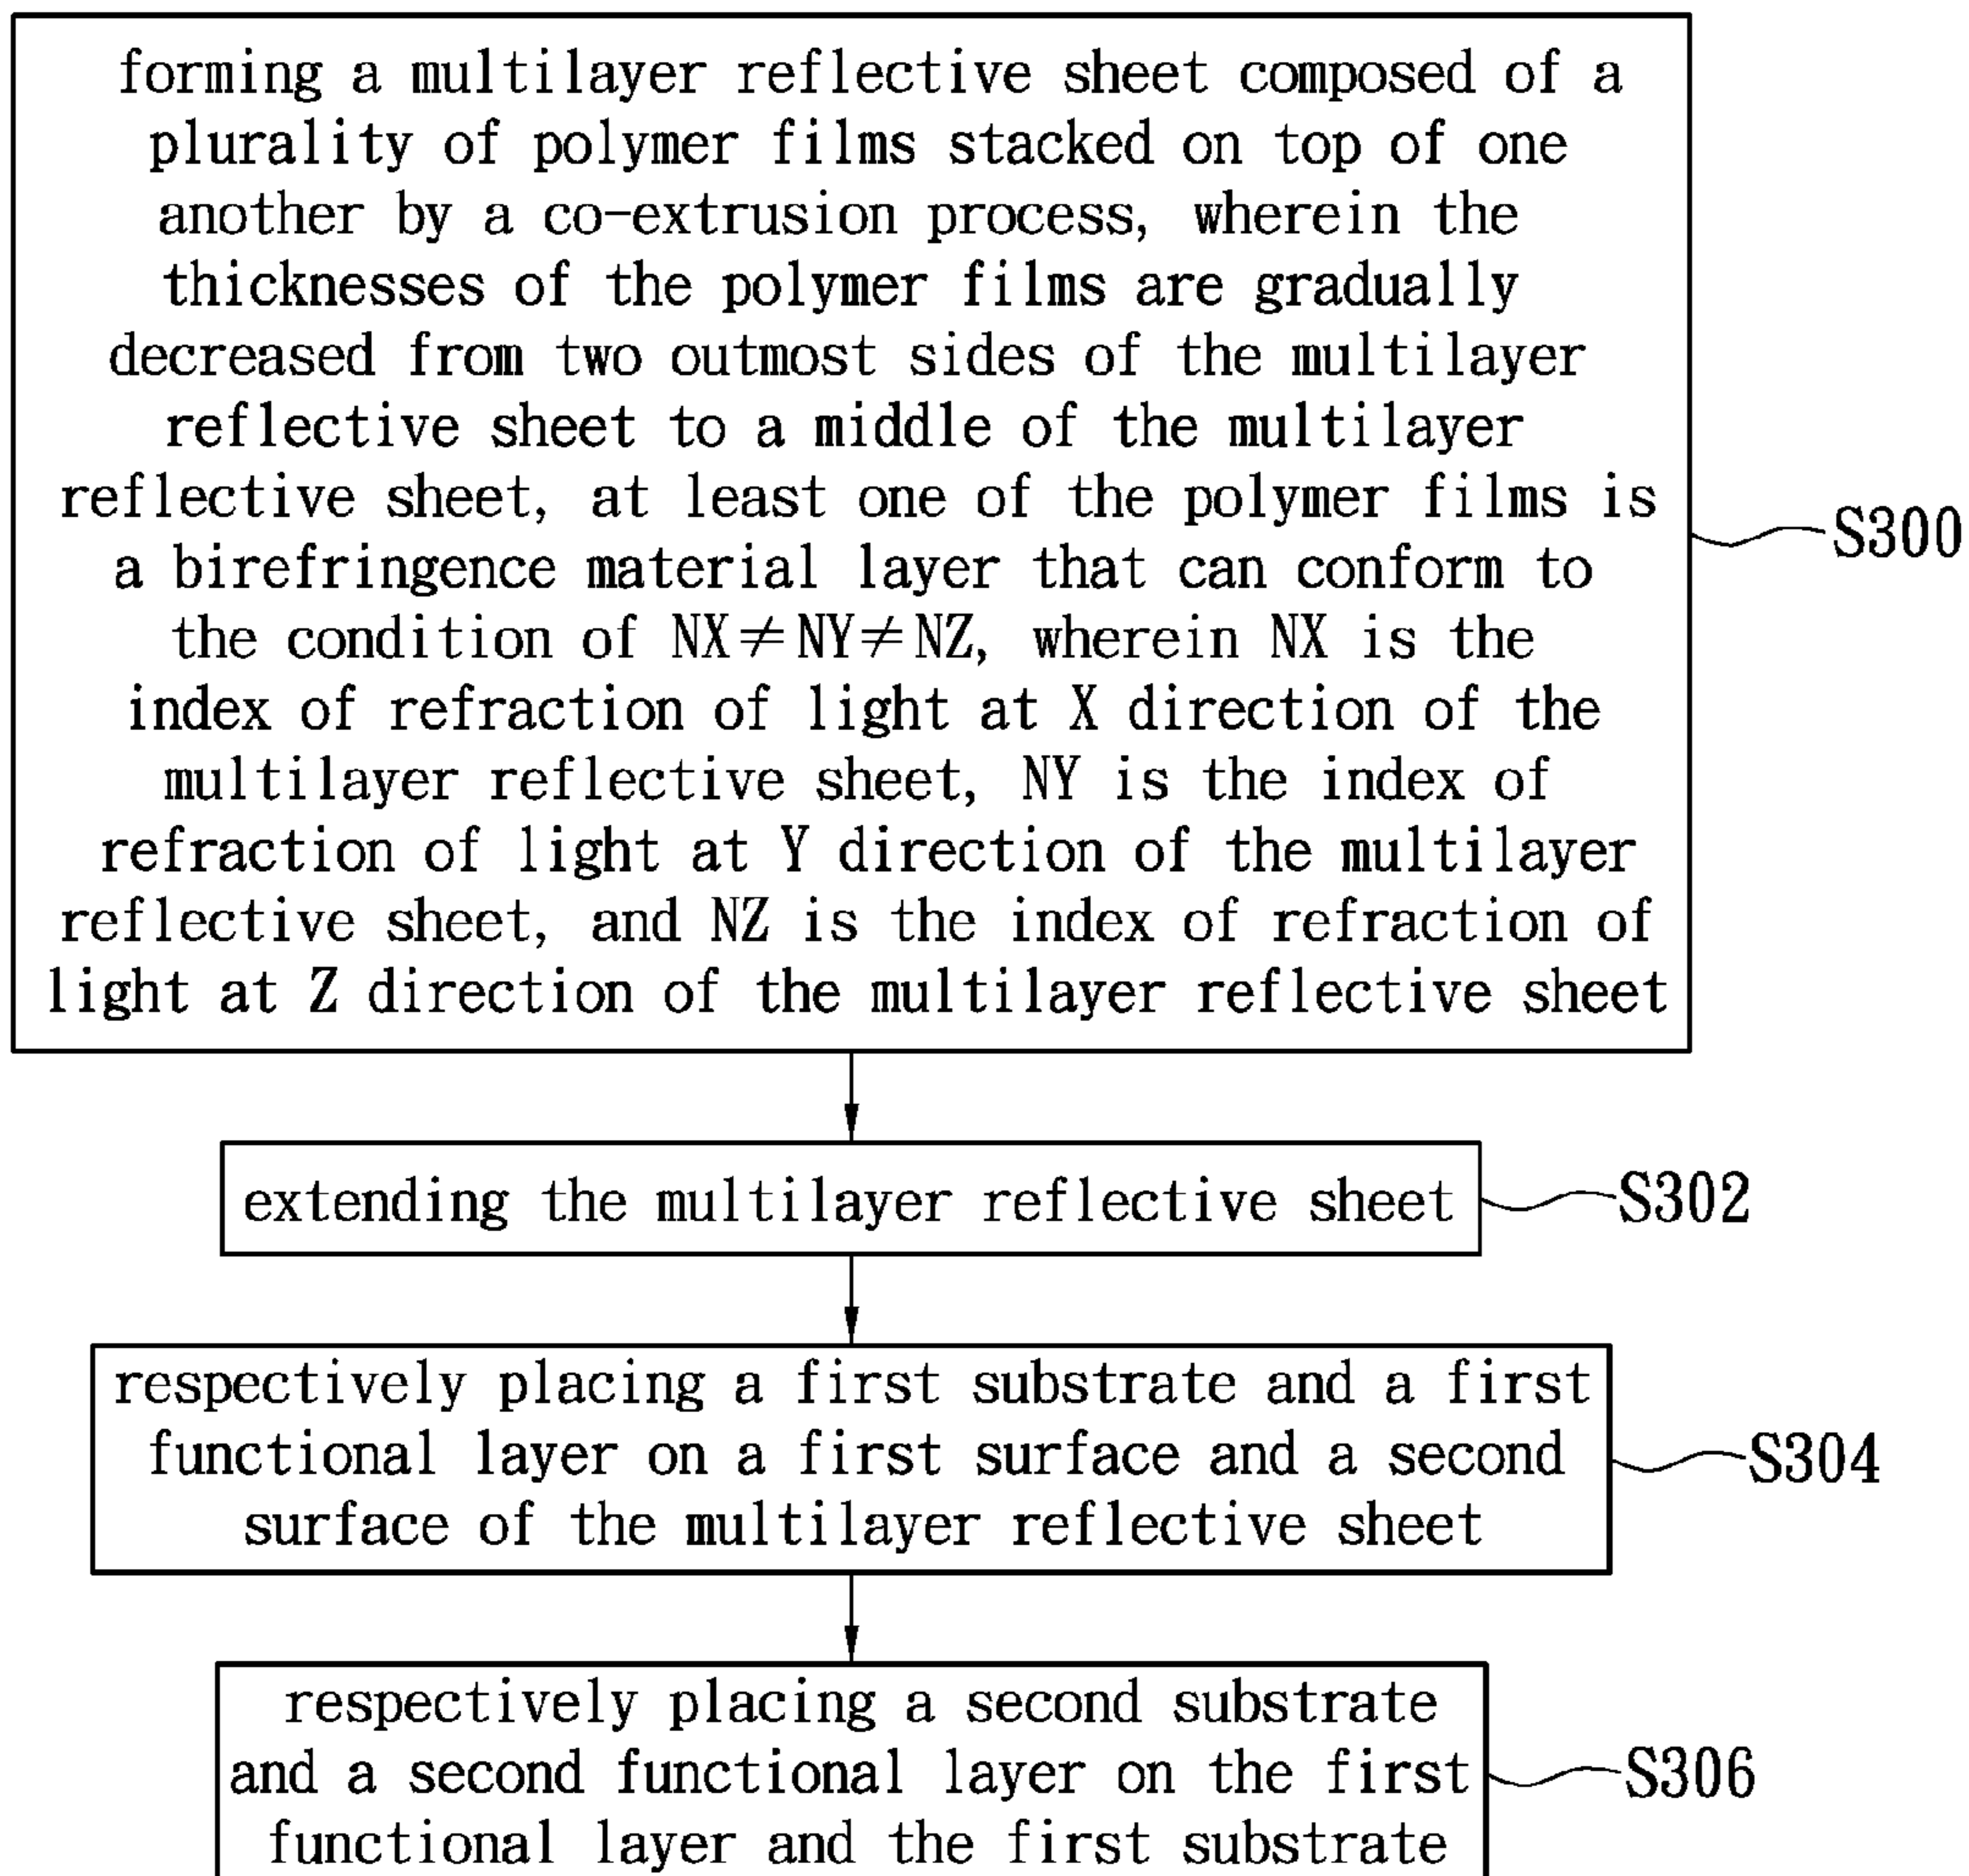 forming a multilayer reflective sheet composed of a
plurality of polymer films stacked on top of one
another by a co-extrusion process, wherein the
thicknesses of the polymer films are gradually
decreased from two outmost sides of the multilayer
reflective sheet to a middle of the multilayer
reflective sheet, at least one of the polymer films is
a birefringence material layer that can conform to
the condition of NX≠NY≠NZ, wherein NX is the
index of refraction of light at X direction of the
multilayer reflective sheet, NY is the index of
refraction of light at Y direction of the multilayer
reflective sheet, and NZ is the index of refraction of
light at Z direction of the multilayer reflective sheet
S300
extending the multilayer reflective sheet
S302
respectively placing a first substrate and a first
functional layer on a first surface and a second
surface of the multilayer reflective sheet
S304
respectively placing a second substrate
and a second functional layer on the first
functional layer and the first substrate
S306